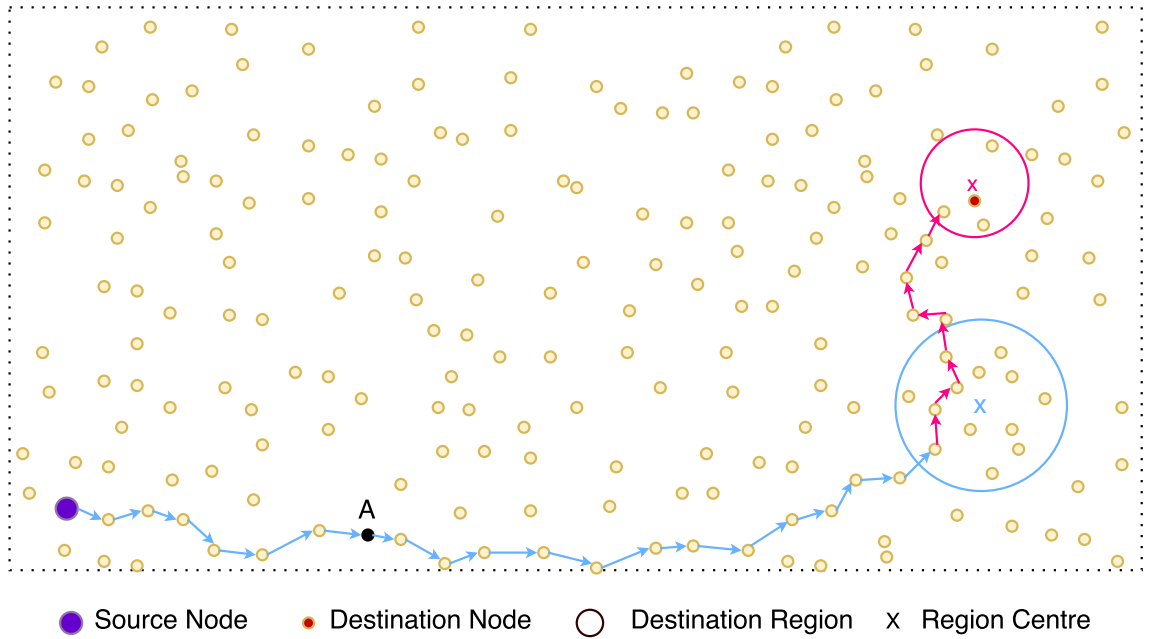 x
x
A
Source Node
Destination Node
Destination Region
x Region Centre